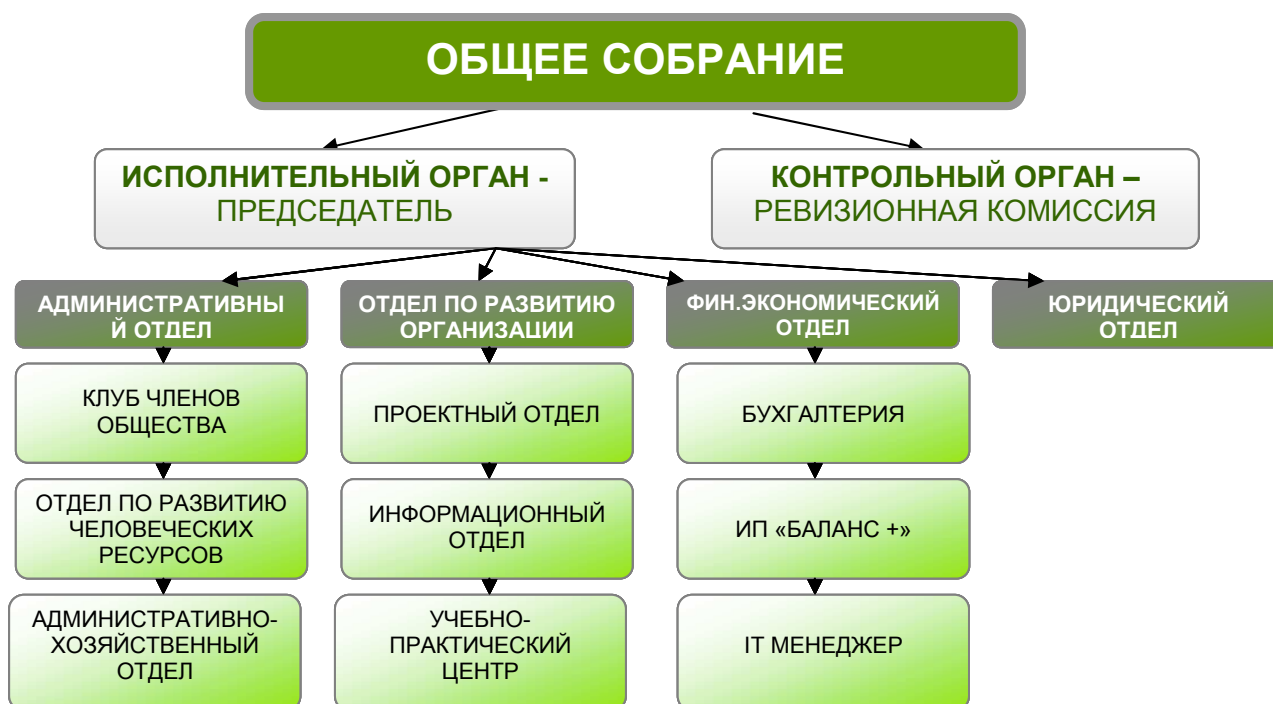 ОБЩЕЕ СОБРАНИЕ
ИСПОЛНИТЕЛЬНЫЙ ОРГАН -
ПРЕДСЕДАТЕЛЬ
КОНТРОЛЬНЫЙ ОРГАН –
РЕВИЗИОННАЯ КОМИССИЯ
АДМИНИСТРАТИВНЫ
Й ОТДЕЛ
ОТДЕЛ ПО РАЗВИТИЮ
ОРГАНИЗАЦИИ
ФИН.ЭКОНОМИЧЕСКИЙ
ОТДЕЛ
ЮРИДИЧЕСКИЙ
ОТДЕЛ
КЛУБ ЧЛЕНОВ
ОБЩЕСТВА
ПРОЕКТНЫЙ ОТДЕЛ
БУХГАЛТЕРИЯ
ОТДЕЛ ПО РАЗВИТИЮ
ЧЕЛОВЕЧЕСКИХ
РЕСУРСОВ
ИНФОРМАЦИОННЫЙ
ОТДЕЛ
ИП «БАЛАНС +»
АДМИНИСТРАТИВНО-
ХОЗЯЙСТВЕННЫЙ
ОТДЕЛ
УЧЕБНО-
ПРАКТИЧЕСКИЙ
ЦЕНТР
IT МЕНЕДЖЕР